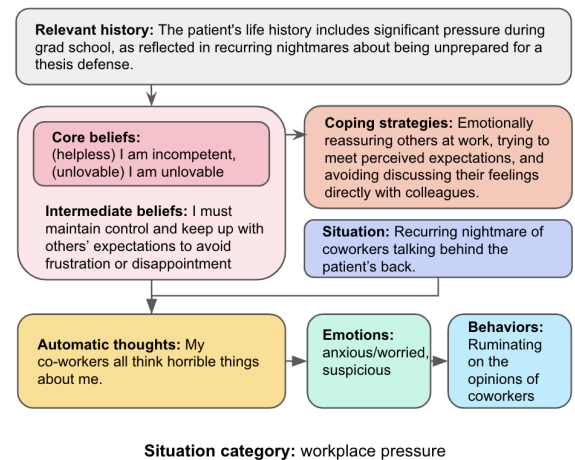 Relevant history: The patient's life history includes significant pressure during
grad school, as reflected in recurring nightmares about being unprepared for a
thesis defense.
Core beliefs:
(helpless) I am incompetent,
(unlovable) I am unlovable
Intermediate beliefs: I must
maintain control and keep up with
others' expectations to avoid
frustration or disappointment
Coping strategies: Emotionally
reassuring others at work, trying to
meet perceived expectations, and
avoiding discussing their feelings
directly with colleagues.
Situation: Recurring nightmare of
coworkers talking behind the
patient's back.
Automatic thoughts: My
co-workers all think horrible things
about me.
Emotions:
anxious/worried,
suspicious
Behaviors:
Ruminating
on the
opinions of
coworkers
Situation category: workplace pressure